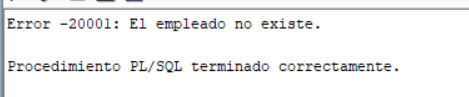 Error -20001: El empleado no existe.
Procedimiento PL/SQL terminado correctamente.